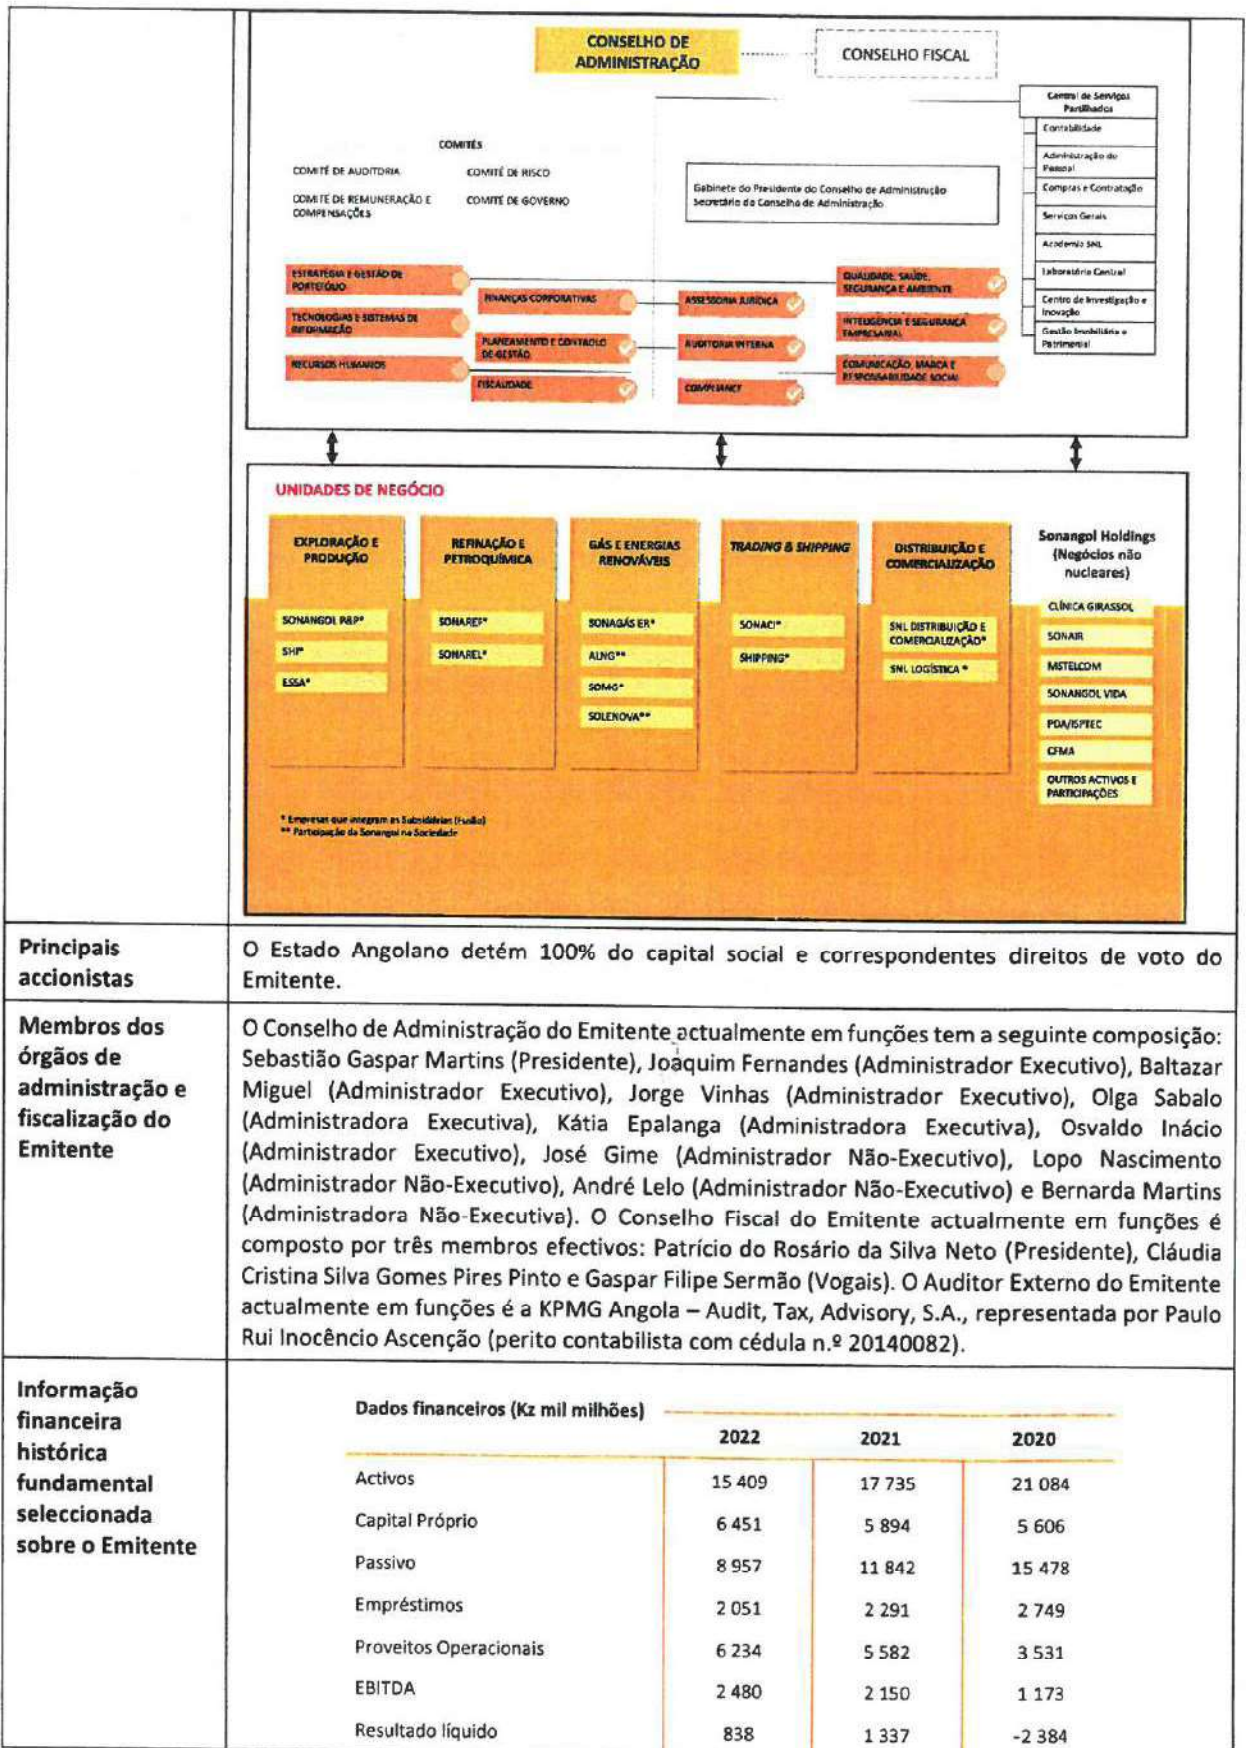 CONSELHO DE
ADMINISTRAÇÃO
CONSELHO FISCAL
Central de Serviços
Partilhados
Contabilidade
Administração do
Pessoal
Compras e Contratação
Serviços Gerais
Academia SNL
Laboratório Central
Centro de Investigação e
Inovação
Gestão Imobiliária e
Patrimonial
COMITÉS
COMITÉ DE AUDITORIA
COMITÉ DE RISCO
COMITÉ DE REMUNERAÇÃO E
COMPENSAÇÕES
COMITÉ DE GOVERNO
Gabinete do Presidente do Conselho de Administração
Secretário do Conselho de Administração
ESTRATÉGIA E GESTÃO DE
PORTEFÓLIO
TECNOLOGIAS E SISTEMAS DE
INFORMAÇÃO
RECURSOS HUMANOS
FINANÇAS CORPORATIVAS
PLANEAMENTO E CONTROLO
DE GESTÃO
FISCALIDADE
ASSESSORIA JURÍDICA
AUDITORIA INTERNA
COMPLIANCE
QUALIDADE, SAÚDE,
SEGURANÇA E AMBIENTE
INTELIGÊNCIA E SEGURANÇA
EMPRESARIAL
COMUNICAÇÃO, MARCA E
RESPONSABILIDADE SOCIAL
UNIDADES DE NEGÓCIO
EXPLORAÇÃO E
PRODUÇÃO
SONANGOL P&P*
SHP*
ESSA*
REFINAÇÃO E
PETROQUÍMICA
SONAREF*
SONAREL*
GÁS E ENERGIAS
RENOVÁVEIS
SONAGÁS ER*
ALNG**
SOMG*
SOLENOVA**
TRADING & SHIPPING
SONACI*
SHIPPING*
DISTRIBUIÇÃO E
COMERCIALIZAÇÃO
SNL DISTRIBUIÇÃO E
COMERCIALIZAÇÃO*
SNL LOGÍSTICA *
Sonangol Holdings
(Negócios não
nucleares)
CLÍNICA GIRASSOL
SONAIR
MSTELCOM
SONANGOL VIDA
PDA/ISPTEC
CFMA
OUTROS ACTIVOS E
PARTICIPAÇÕES
* Empresas que integram as Subsidiárias (Fusão)
** Participação da Sonangol na Sociedade
Principais
accionistas
O Estado Angolano detém 100% do capital social e correspondentes direitos de voto do
Emitente.
Membros dos
órgãos de
administração e
fiscalização do
Emitente
O Conselho de Administração do Emitente actualmente em funções tem a seguinte composição:
Sebastião Gaspar Martins (Presidente), Joaquim Fernandes (Administrador Executivo), Baltazar
Miguel (Administrador Executivo), Jorge Vinhas (Administrador Executivo), Olga Sabalo
(Administradora Executiva), Kátia Epalanga (Administradora Executiva), Osvaldo Inácio
(Administrador Executivo), José Gime (Administrador Não-Executivo), Lopo Nascimento
(Administrador Não-Executivo), André Lelo (Administrador Não-Executivo) e Bernarda Martins
(Administradora Não-Executiva). O Conselho Fiscal do Emitente actualmente em funções é
composto por três membros efectivos: Patrício do Rosário da Silva Neto (Presidente), Cláudia
Cristina Silva Gomes Pires Pinto e Gaspar Filipe Sermão (Vogais). O Auditor Externo do Emitente
actualmente em funções é a KPMG Angola – Audit, Tax, Advisory, S.A., representada por Paulo
Rui Inocêncio Ascenção (perito contabilista com cédula n.º 20140082).
Informação
financeira
histórica
fundamental
seleccionada
sobre o Emitente
Dados financeiros (Kz mil milhões)
2022 2021 2020
Activos 15 409 17 735 21 084
Capital Próprio 6 451 5 894 5 606
Passivo 8 957 11 842 15 478
Empréstimos 2 051 2 291 2 749
Proveitos Operacionais 6 234 5 582 3 531
EBITDA 2 480 2 150 1 173
Resultado líquido 838 1 337 -2 384